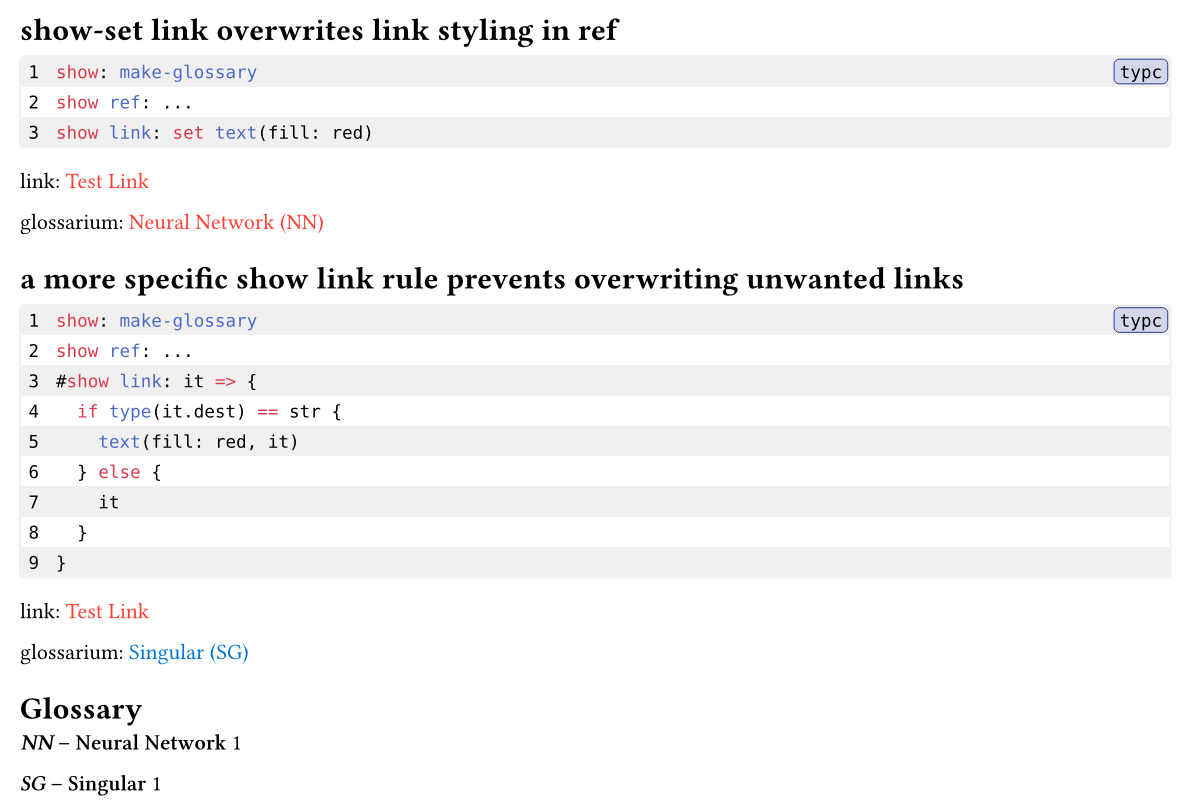 show-set link overwrites link styling in ref
1 show: make-glossary typc
2 show ref: ...
3 show link: set text(fill: red)
link: Test Link
glossarium: Neural Network (NN)
a more specific show link rule prevents overwriting unwanted links
1 show: make-glossary typc
2 show ref: ...
3 #show link: it => {
4   if type(it.dest) == str {
5     text(fill: red, it)
6   } else {
7     it
8   }
9 }
link: Test Link
glossarium: Singular (SG)
Glossary
NN – Neural Network 1
SG – Singular 1